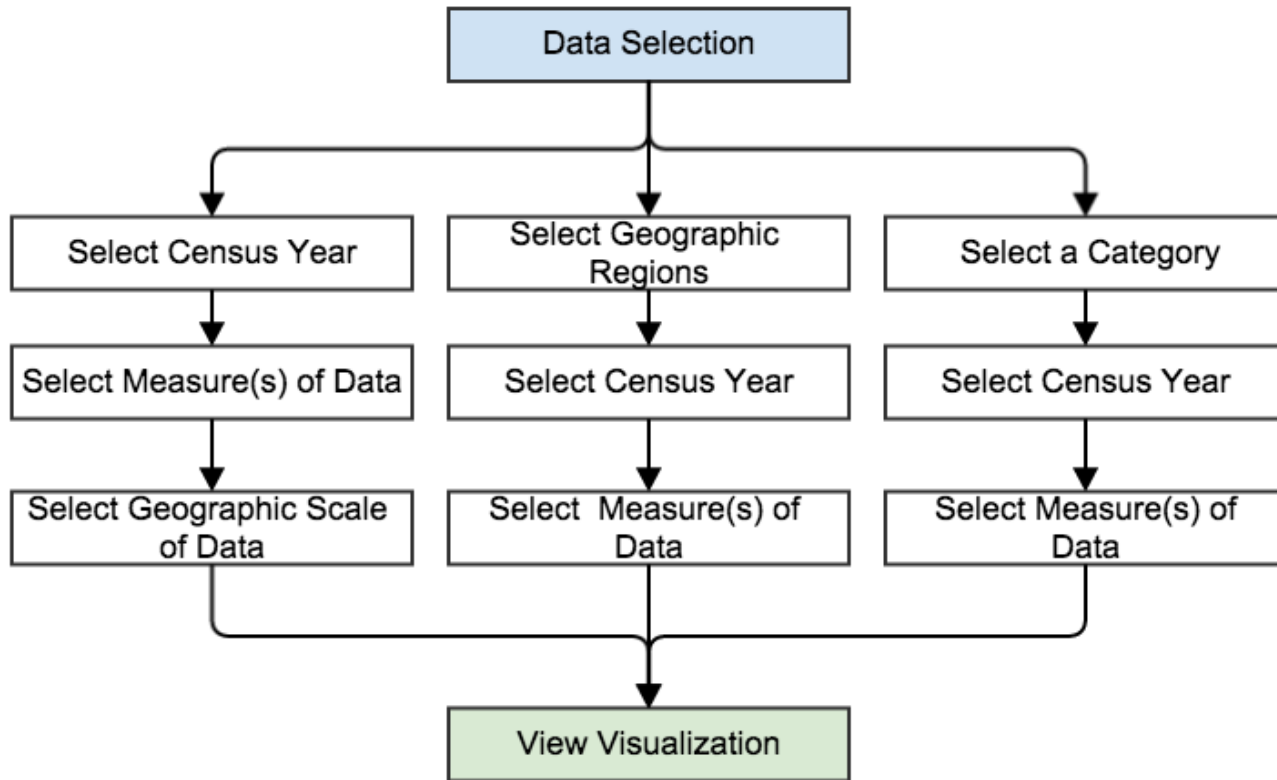 Data Selection
Select Census Year
Select Geographic
Regions
Select a Category
Select Measure(s) of Data
Select Census Year
Select Census Year
Select Geographic Scale
of Data
Select  Measure(s) of
Data
Select Measure(s) of
Data
View Visualization